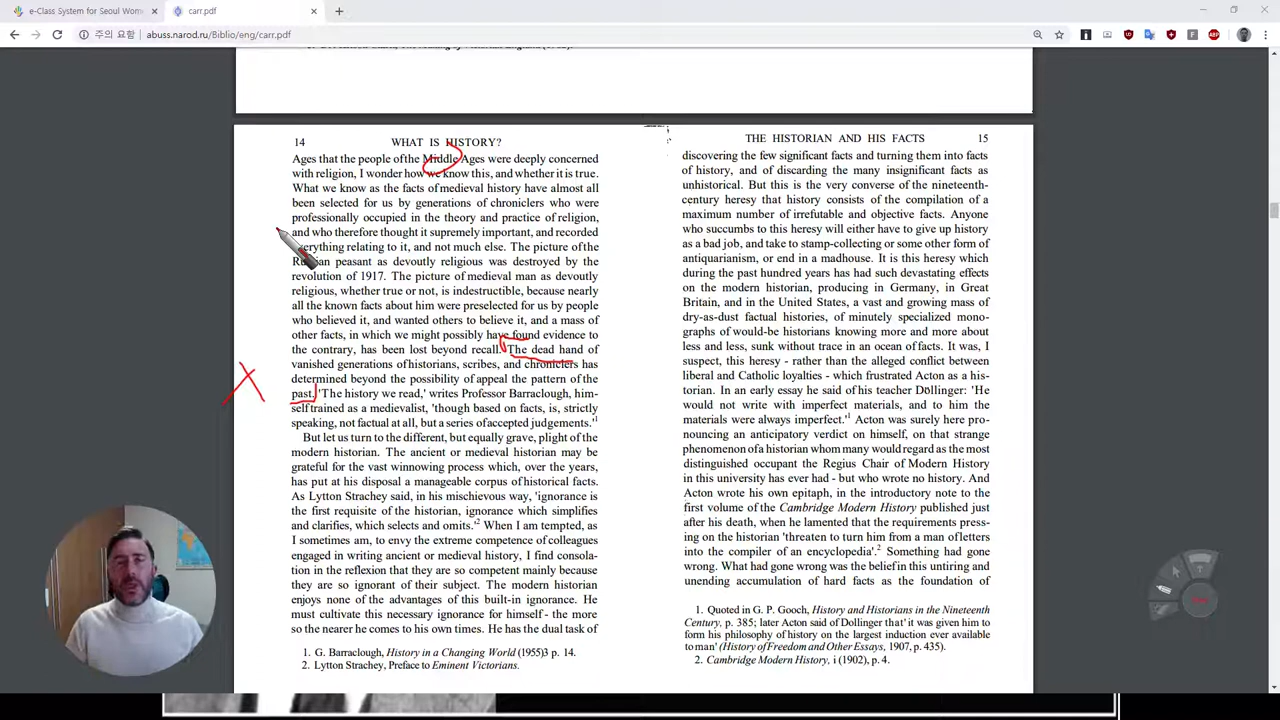 e-Class System for Seoul Wom
carr.pdf
주의 요함
abuss.narod.ru/Biblio/eng/carr.pdf
14 WHAT IS HISTORY?
Ages that the people of the Middle Ages were deeply concerned
with religion, I wonder how we know this, and whether it is true.
What we know as the facts of medieval history have almost all
been selected for us by generations of chroniclers who were
professionally occupied in the theory and practice of religion,
and who therefore thought it supremely important, and recorded
everything relating to it, and not much else. The picture of the
Russian peasant as devoutly religious was destroyed by the
revolution of 1917. The picture of medieval man as devoutly
religious, whether true or not, is indestructible, because nearly
all the known facts about him were preselected for us by people
who believed it, and wanted others to believe it, and a mass of
other facts, in which we might possibly have found evidence to
the contrary, has been lost beyond recall. The dead hand of
vanished generations of historians, scribes, and chroniclers has
determined beyond the possibility of appeal the pattern of the
past. 'The history we read,' writes Professor Barraclough, him-
self trained as a medievalist, 'though based on facts, is, strictly
speaking, not factual at all, but a series of accepted judgements.'1
But let us turn to the different, but equally grave, plight of the
modern historian. The ancient or medieval historian may be
grateful for the vast winnowing process which, over the years,
has put at his disposal a manageable corpus of historical facts.
As Lytton Strachey said, in his mischievous way, 'ignorance is
the first requisite of the historian, ignorance which simplifies
and clarifies, which selects and omits.'2 When I am tempted, as
I sometimes am, to envy the extreme competence of colleagues
engaged in writing ancient or medieval history, I find consola-
tion in the reflexion that they are so competent mainly because
they are so ignorant of their subject. The modern historian
enjoys none of the advantages of this built-in ignorance. He
must cultivate this necessary ignorance for himself - the more
so the nearer he comes to his own times. He has the dual task of
1. G. Barraclough, History in a Changing World (1955)3 p. 14.
2. Lytton Strachey, Preface to Eminent Victorians.
THE HISTORIAN AND HIS FACTS 15
discovering the few significant facts and turning them into facts
of history, and of discarding the many insignificant facts as
unhistorical. But this is the very converse of the nineteenth-
century heresy that history consists of the compilation of a
maximum number of irrefutable and objective facts. Anyone
who succumbs to this heresy will either have to give up history
as a bad job, and take to stamp-collecting or some other form of
antiquarianism, or end in a madhouse. It is this heresy which
during the past hundred years has had such devastating effects
on the modern historian, producing in Germany, in Great
Britain, and in the United States, a vast and growing mass of
dry-as-dust factual histories, of minutely specialized mono-
graphs of would-be historians knowing more and more about
less and less, sunk without trace in an ocean of facts. It was, I
suspect, this heresy - rather than the alleged conflict between
liberal and Catholic loyalties - which frustrated Acton as a his-
torian. In an early essay he said of his teacher Döllinger: 'He
would not write with imperfect materials, and to him the
materials were always imperfect.'1 Acton was surely here pro-
nouncing an anticipatory verdict on himself, on that strange
phenomenon of a historian whom many would regard as the most
distinguished occupant the Regius Chair of Modern History
in this university has ever had - but who wrote no history. And
Acton wrote his own epitaph, in the introductory note to the
first volume of the Cambridge Modern History published just
after his death, when he lamented that the requirements press-
ing on the historian 'threaten to turn him from a man of letters
into the compiler of an encyclopedia'.2 Something had gone
wrong. What had gone wrong was the belief in this untiring and
unending accumulation of hard facts as the foundation of
1. Quoted in G. P. Gooch, History and Historians in the Nineteenth
Century, p. 385; later Acton said of Dollinger that 'it was given him to
form his philosophy of history on the largest induction ever available
to man' (History of Freedom and Other Essays, 1907, p. 435).
2. Cambridge Modern History, i (1902), p. 4.